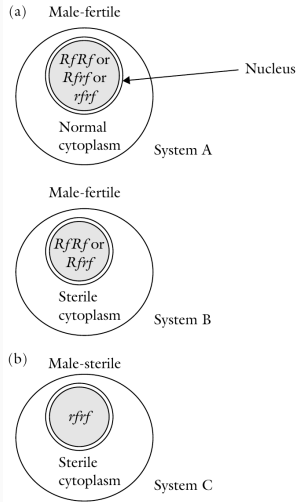 (a) Male-fertile
RfRf or
Rfrf or
rfrf
Nucleus
Normal
cytoplasm
System A
Male-fertile
RfRf or
Rfrf
Sterile
cytoplasm
System B
(b) Male-sterile
rfrf
Sterile
cytoplasm
System C